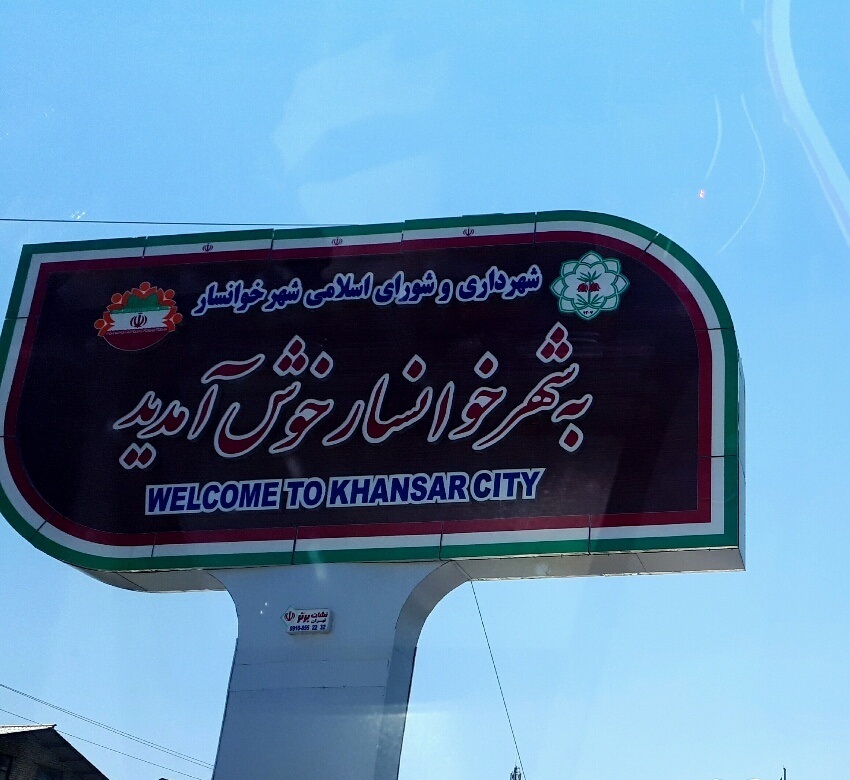 شهرداری و شورای اسلامی شهر خوانسار
به شهر خوانسار خوش آمدید
WELCOME TO KHANSAR CITY